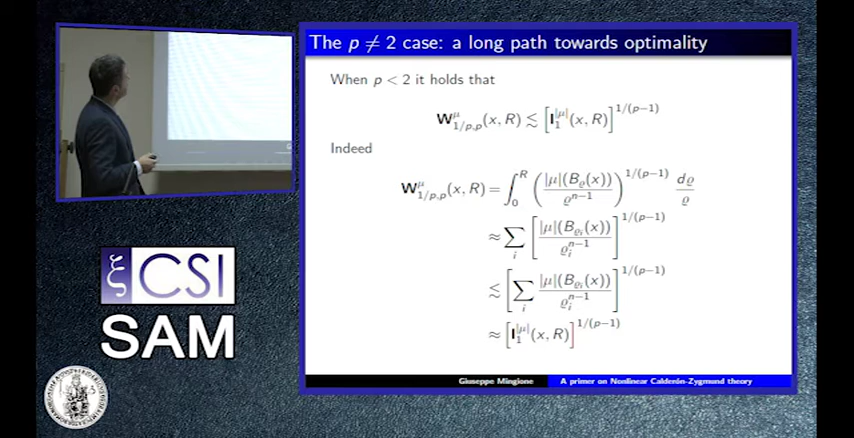 The p ≠ 2 case: a long path towards optimality
When p < 2 it holds that
W^μ_{1/p,p}(x, R) ≲ [I_1^{|μ|}(x, R)]^{1/(p−1)}
Indeed
W^μ_{1/p,p}(x, R) = ∫_0^R (|μ|(B_ϱ(x))/ϱ^{n−1})^{1/(p−1)} dϱ/ϱ
≈ ∑_i [|μ|(B_{ϱ_i}(x))/ϱ_i^{n−1}]^{1/(p−1)}
≲ [∑_i |μ|(B_{ϱ_i}(x))/ϱ_i^{n−1}]^{1/(p−1)}
≈ [I_1^{|μ|}(x, R)]^{1/(p−1)}
Giuseppe Mingione A primer on Nonlinear Calderón-Zygmund theory
ξ CSI
SAM